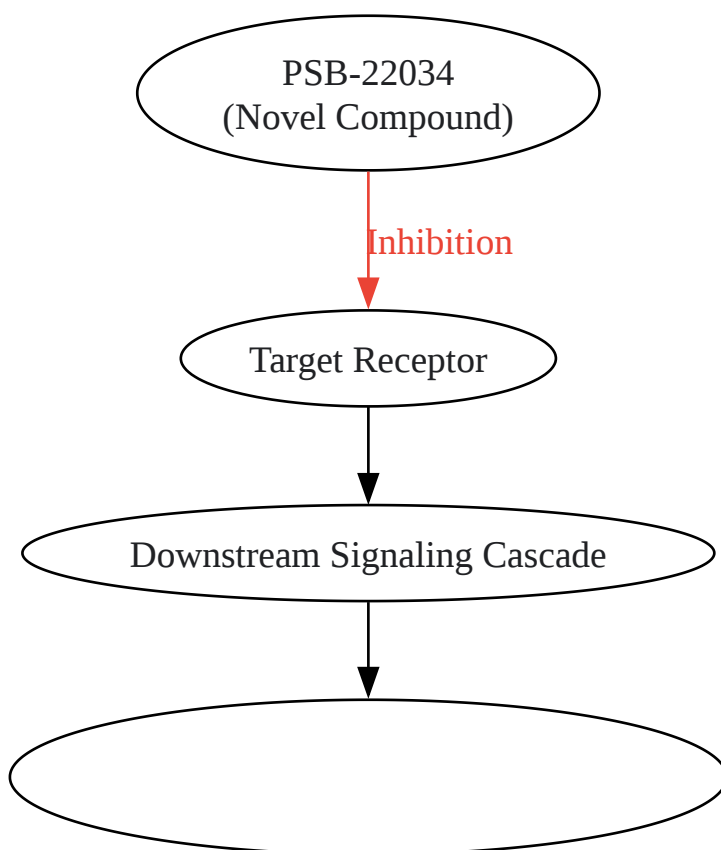 PSB-22034
(Novel Compound)
Inhibition
Target Receptor
Downstream Signaling Cascade